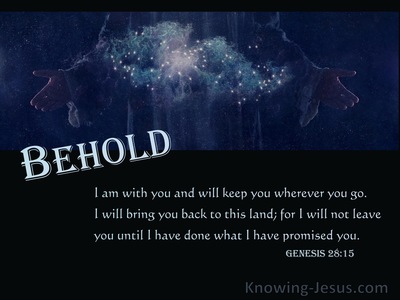 BEHOLD
I am with you and will keep you wherever you go.
I will bring you back to this land; for I will not leave
you until I have done what I have promised you.
GENESIS 28:15
Knowing-Jesus.com